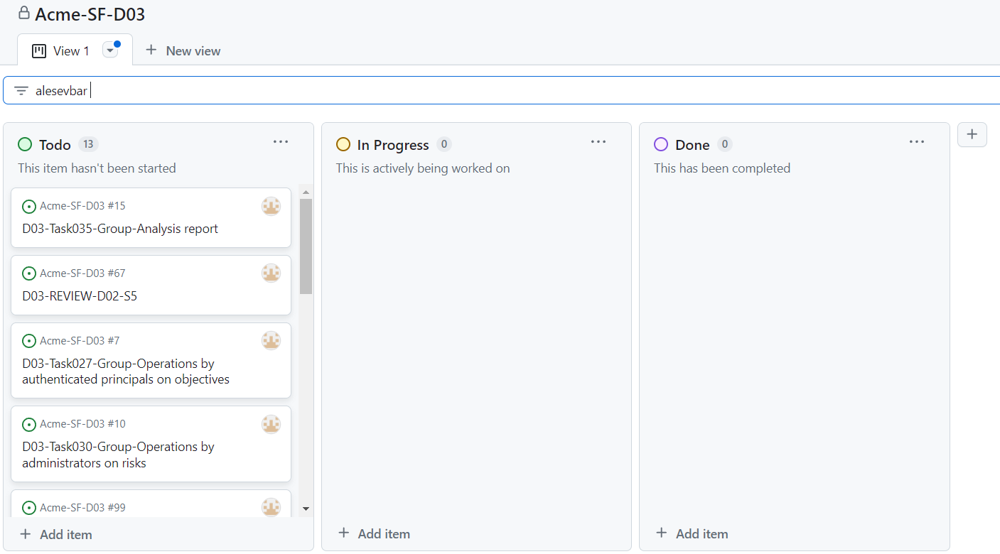 Acme-SF-D03
View 1
New view
alesevbar
Todo 13
This item hasn't been started
Acme-SF-D03 #15
D03-Task035-Group-Analysis report
Acme-SF-D03 #67
D03-REVIEW-D02-S5
Acme-SF-D03 #7
D03-Task027-Group-Operations by
authenticated principals on objectives
Acme-SF-D03 #10
D03-Task030-Group-Operations by
administrators on risks
Acme-SF-D03 #99
Add item
In Progress 0
This is actively being worked on
Add item
Done 0
This has been completed
Add item